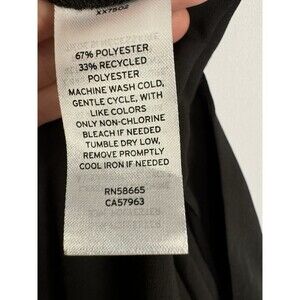 XX7502
67% POLYESTER
33% RECYCLED
POLYESTER
MACHINE WASH COLD,
GENTLE CYCLE, WITH
LIKE COLORS
ONLY NON-CHLORINE
BLEACH IF NEEDED
TUMBLE DRY LOW,
REMOVE PROMPTLY
COOL IRON IF NEEDED
RN58665
CA57963